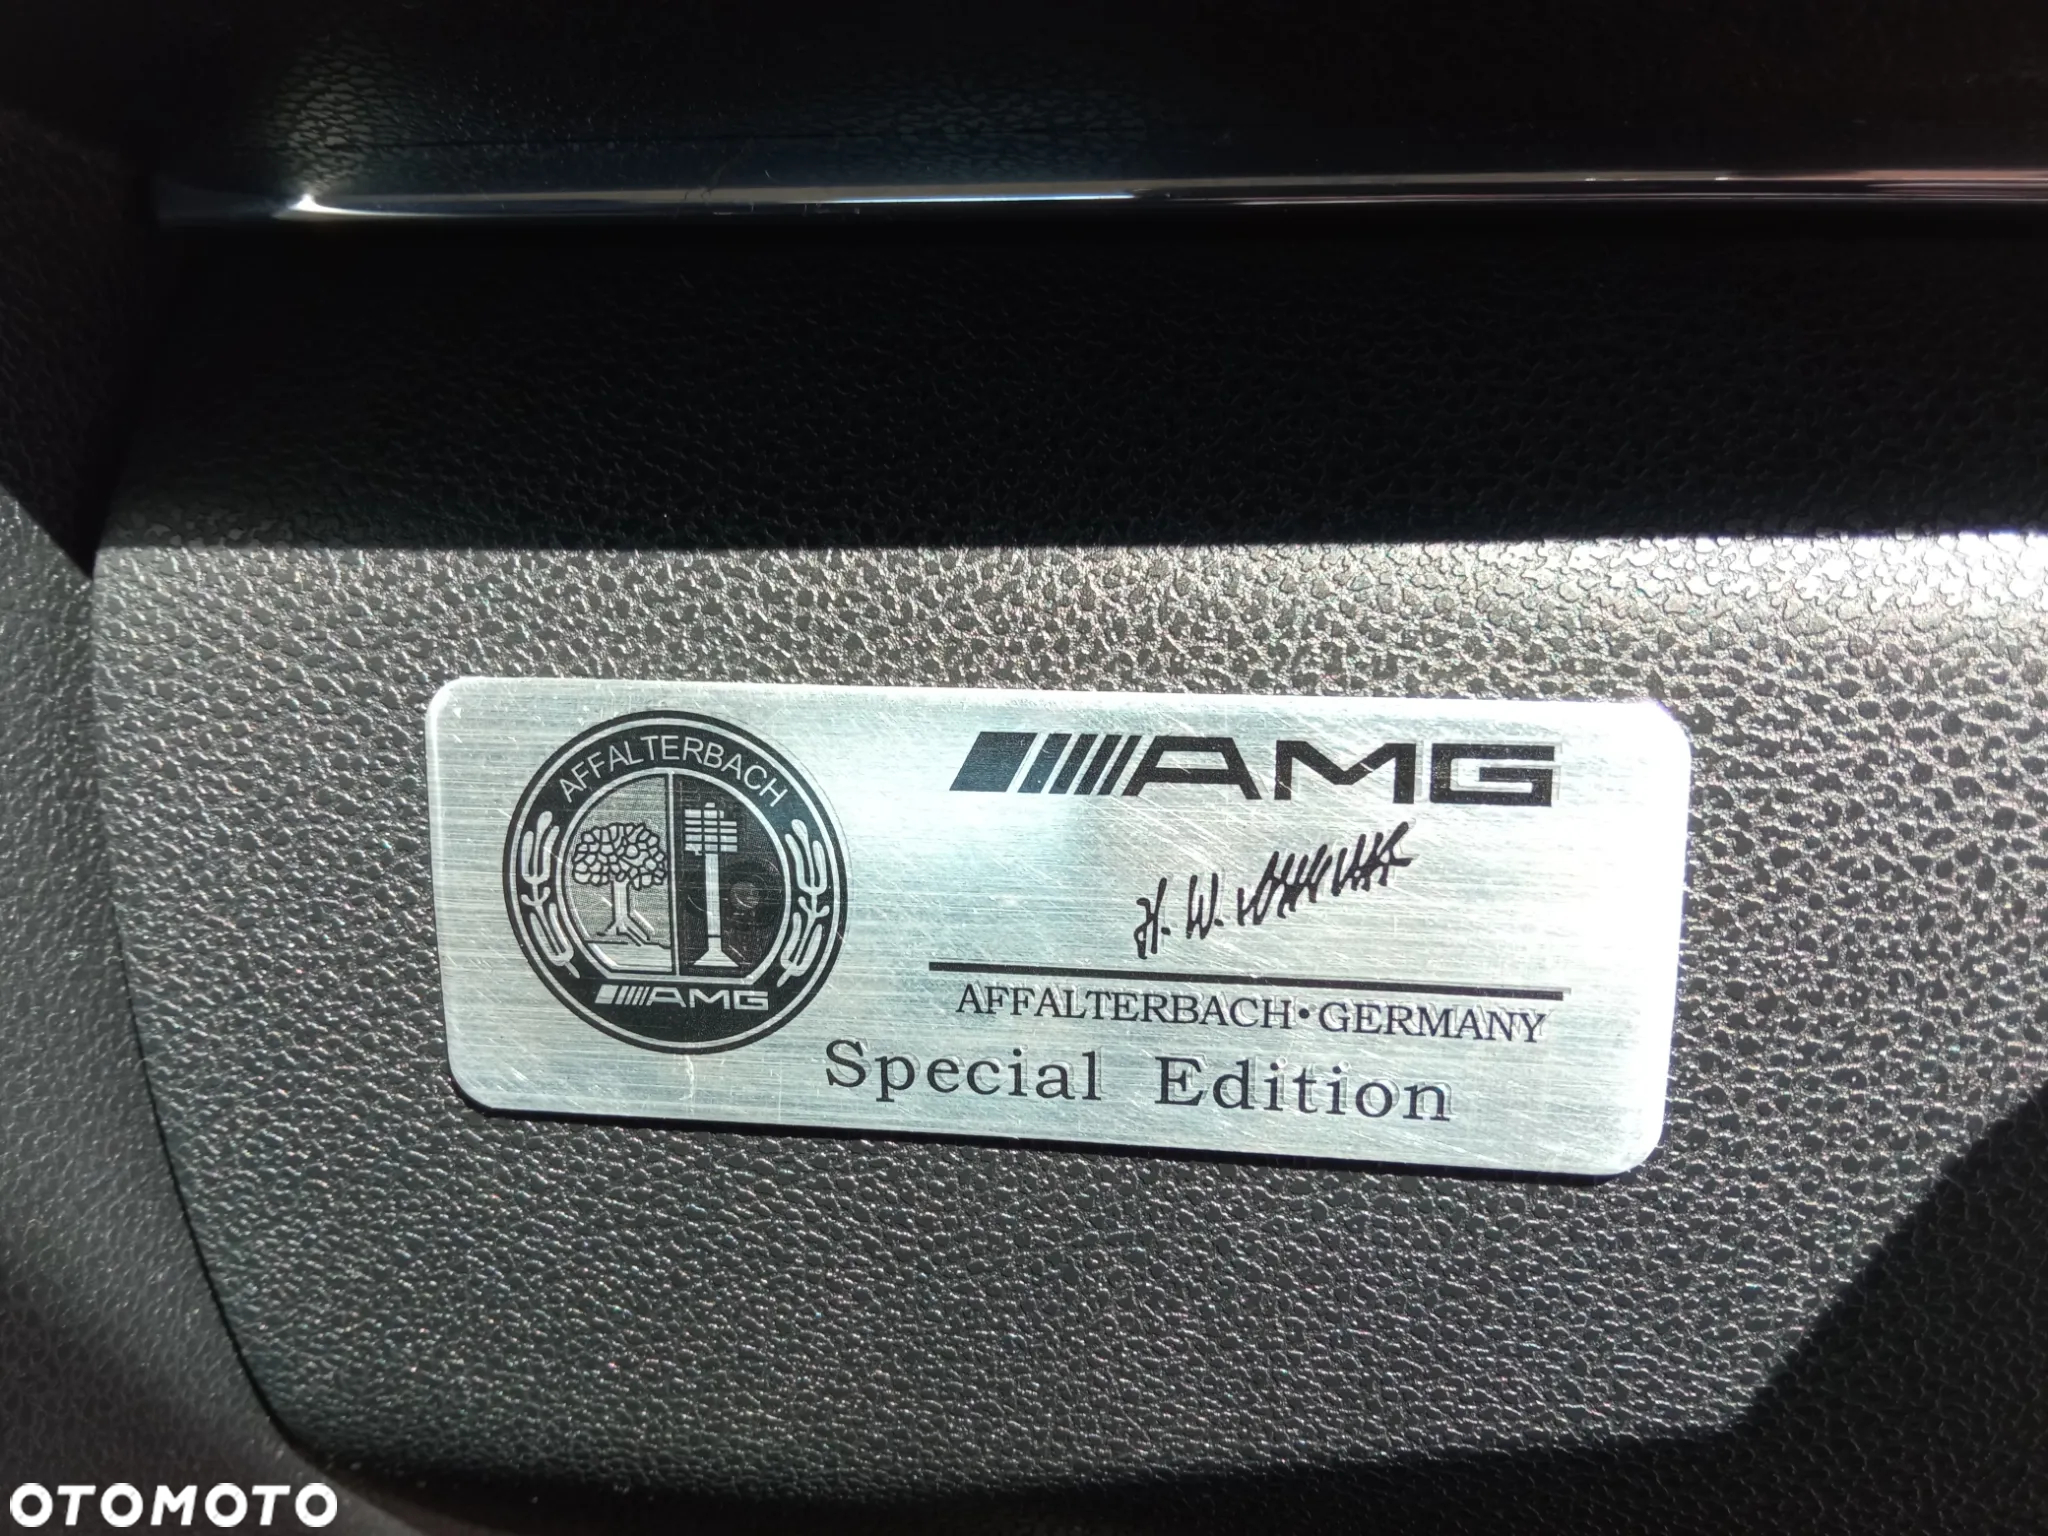 AFFALTERBACH
AMG
AMG
H. W.
AFFALTERBACH•GERMANY
Special Edition
OTOMOTO